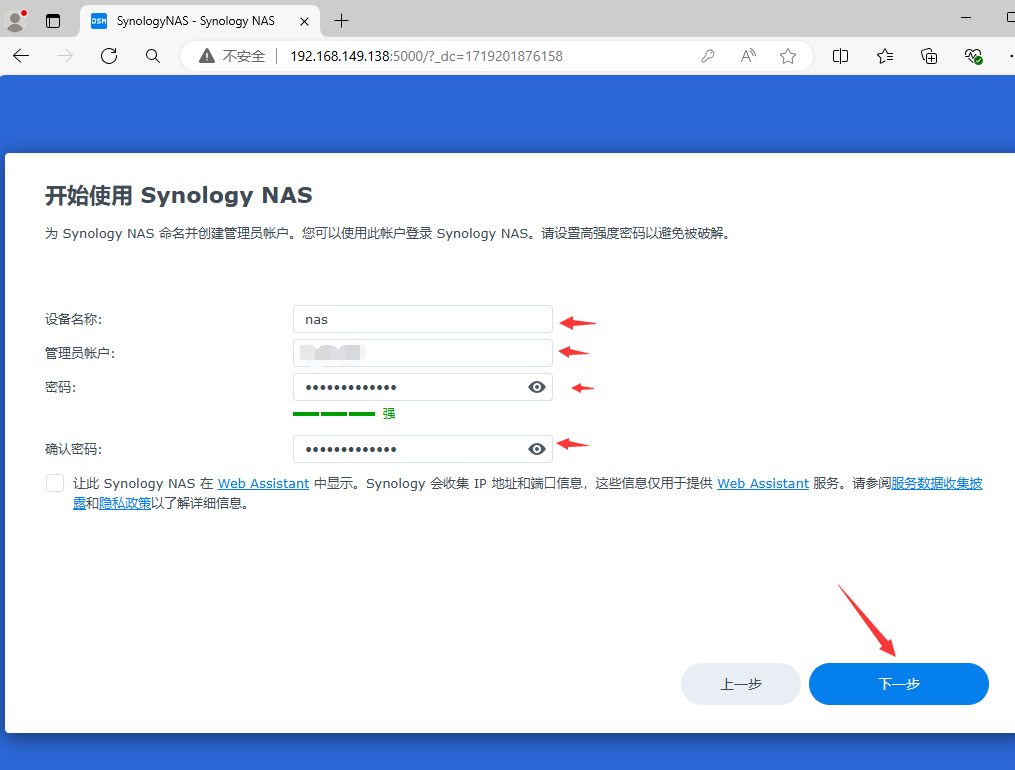 DSM SynologyNAS - Synology NAS
不安全 192.168.149.138:5000/?_dc=1719201876158
开始使用 Synology NAS
为 Synology NAS 命名并创建管理员帐户。您可以使用此帐户登录 Synology NAS。请设置高强度密码以避免被破解。
设备名称: nas
管理员帐户:
密码: •••••••••••••
强
确认密码: •••••••••••••
让此 Synology NAS 在 Web Assistant 中显示。Synology 会收集 IP 地址和端口信息，这些信息仅用于提供 Web Assistant 服务。请参阅服务数据收集披
露和隐私政策以了解详细信息。
上一步 下一步